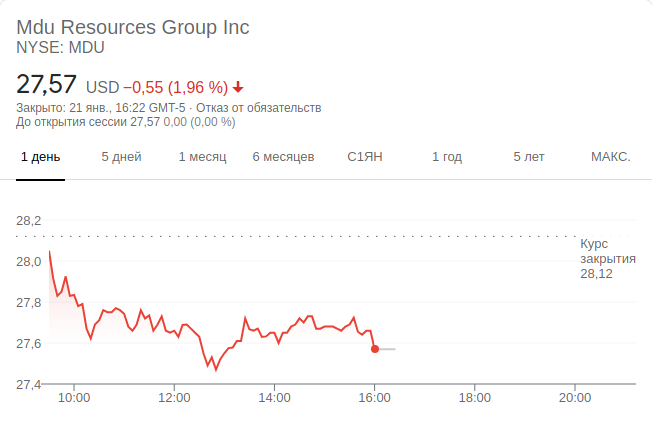 Mdu Resources Group Inc
NYSE: MDU
27,57 USD −0,55 (1,96 %)
Закрыто: 21 янв., 16:22 GMT-5 · Отказ от обязательств
До открытия сессии 27,57 0,00 (0,00 %)
1 день 5 дней 1 месяц 6 месяцев С1ЯН 1 год 5 лет МАКС.
28,2
Курс
закрытия
28,12
28,0
27,8
27,6
27,4
10:00 12:00 14:00 16:00 18:00 20:00